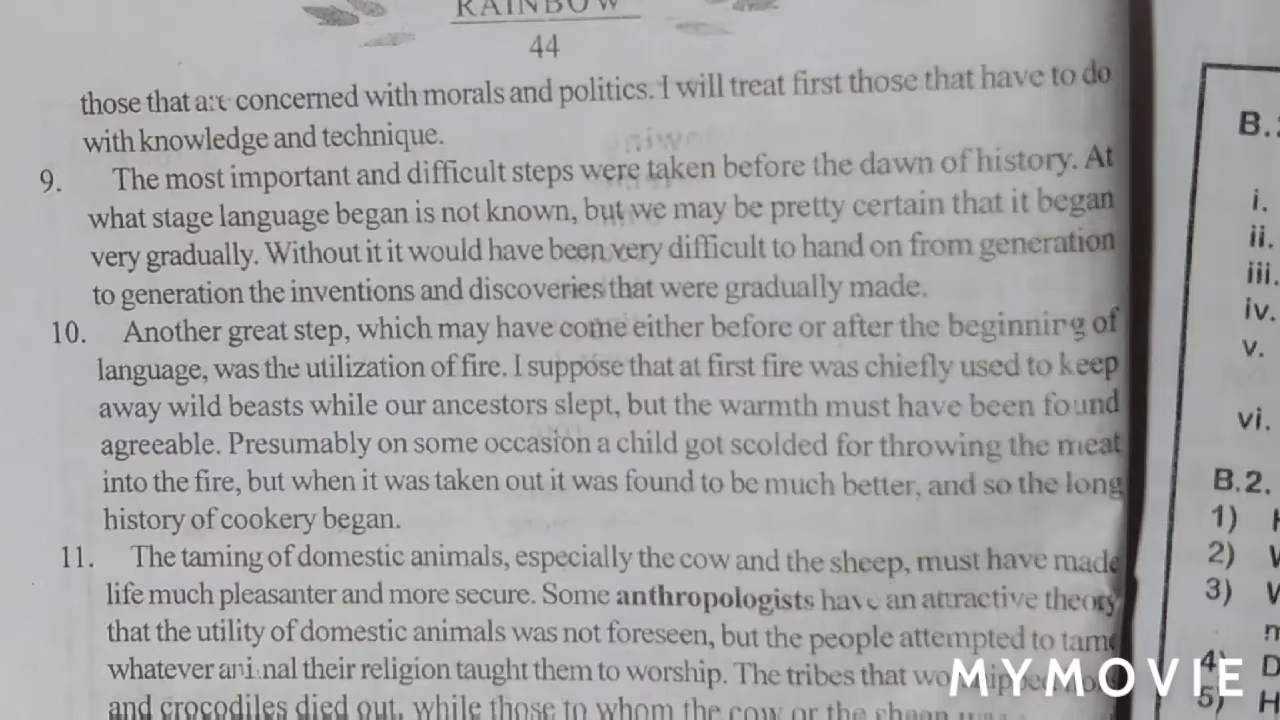 RAINBOW
44
those that are concerned with morals and politics. I will treat first those that have to do
with knowledge and technique.
9. The most important and difficult steps were taken before the dawn of history. At
what stage language began is not known, but we may be pretty certain that it began
very gradually. Without it it would have been very difficult to hand on from generation
to generation the inventions and discoveries that were gradually made.
10. Another great step, which may have come either before or after the beginning of
language, was the utilization of fire. I suppose that at first fire was chiefly used to keep
away wild beasts while our ancestors slept, but the warmth must have been found
agreeable. Presumably on some occasion a child got scolded for throwing the meat
into the fire, but when it was taken out it was found to be much better, and so the long
history of cookery began.
11. The taming of domestic animals, especially the cow and the sheep, must have made
life much pleasanter and more secure. Some anthropologists have an attractive theory
that the utility of domestic animals was not foreseen, but the people attempted to tame
whatever animal their religion taught them to worship. The tribes that
and crocodiles died out, while those to whom the cow or the sheep
B.
i.
ii.
iii.
iv.
v.
vi.
B.2.
1)
2)
3)
4)
5)
MYMOVIE